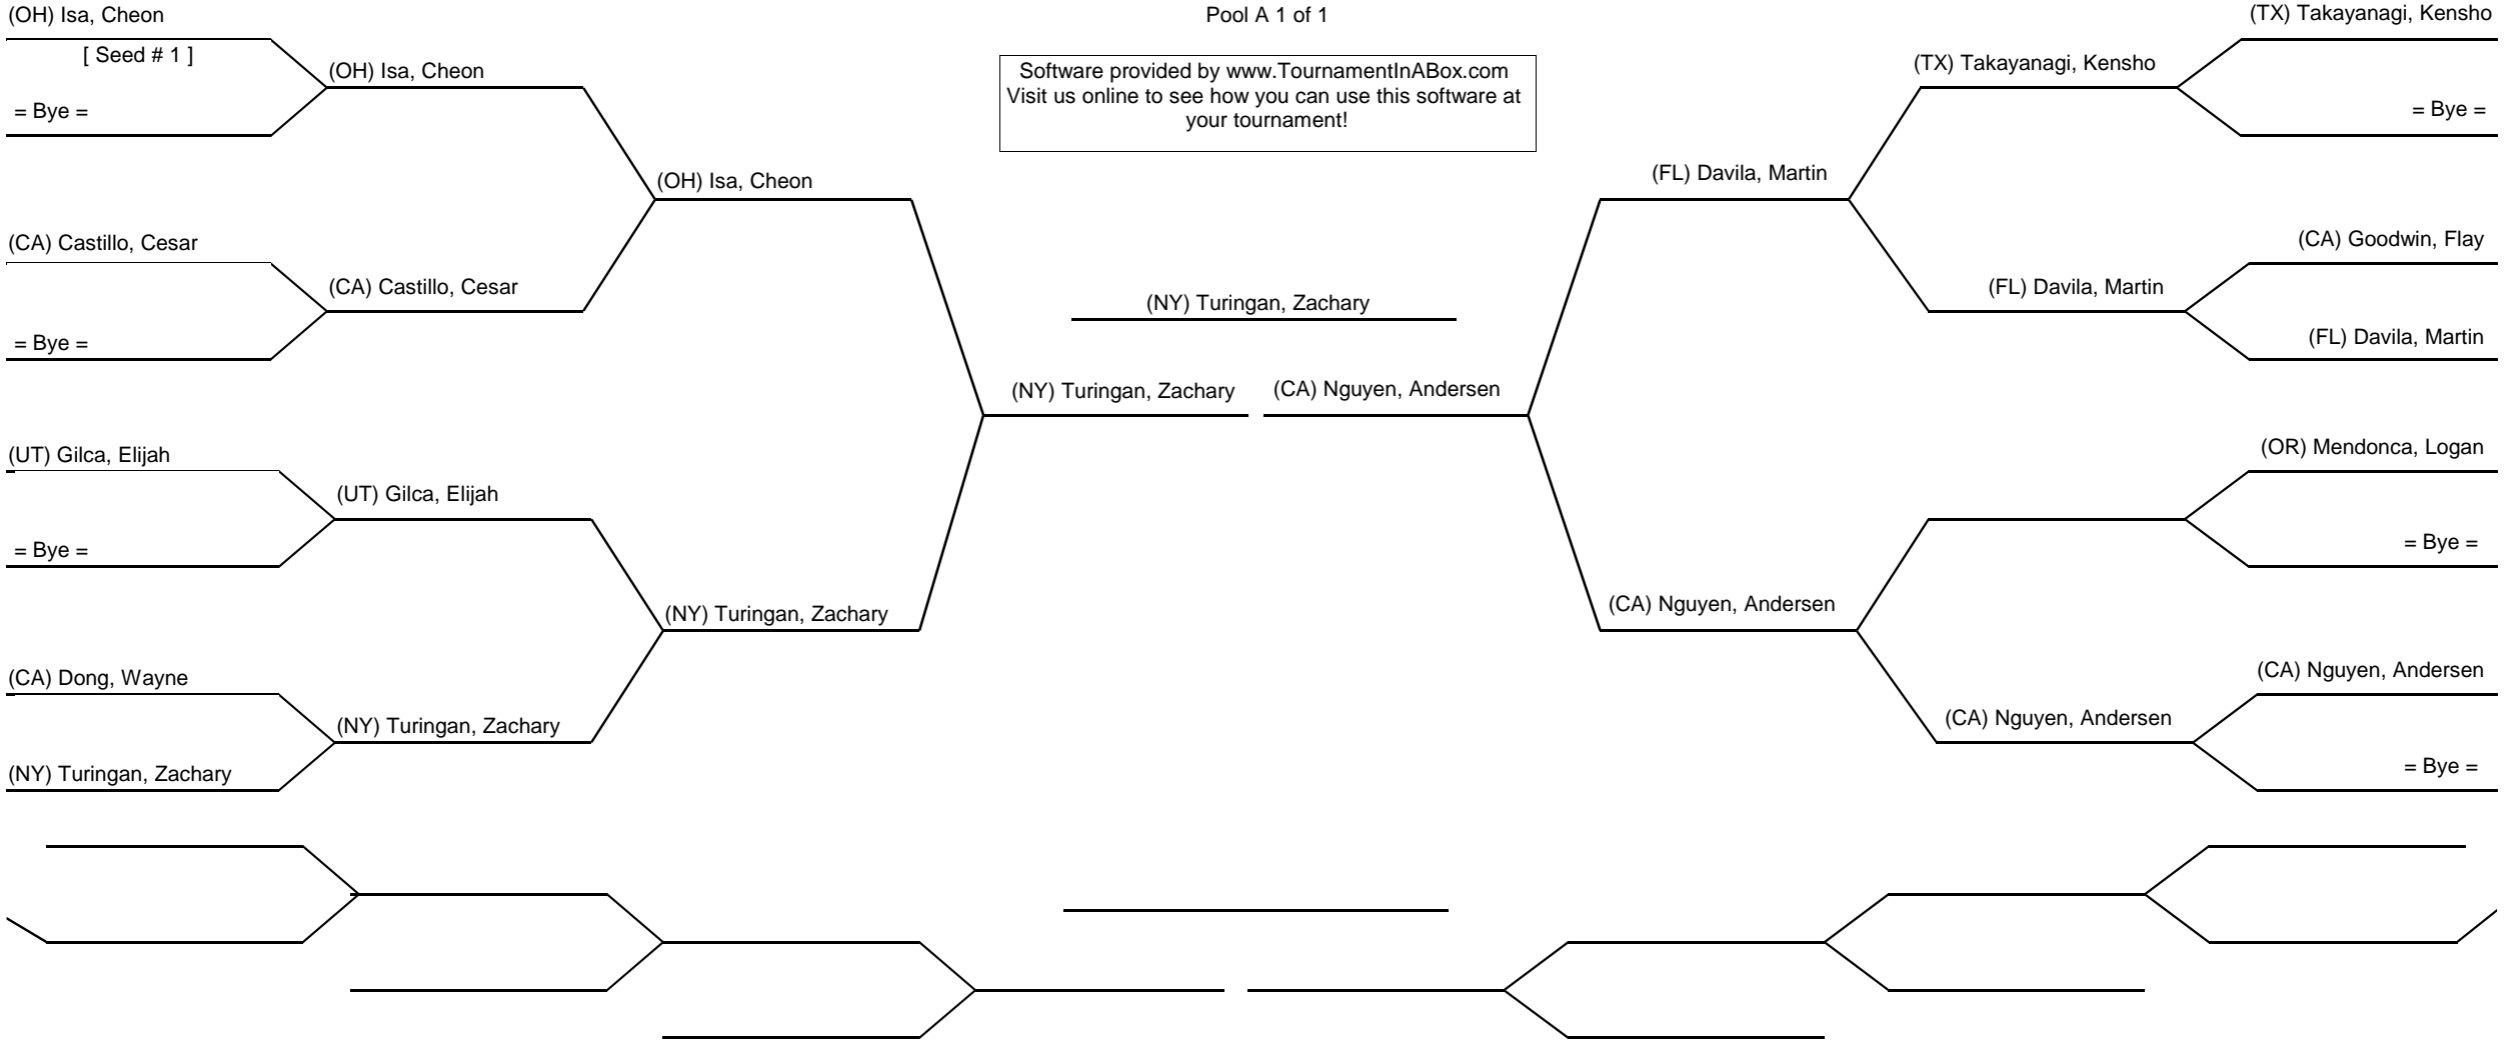 (OH) Isa, Cheon
[ Seed # 1 ]
= Bye =
(CA) Castillo, Cesar
= Bye =
(UT) Gilca, Elijah
= Bye =
(CA) Dong, Wayne
(NY) Turingan, Zachary
(OH) Isa, Cheon
(CA) Castillo, Cesar
(UT) Gilca, Elijah
(NY) Turingan, Zachary
(OH) Isa, Cheon
(NY) Turingan, Zachary
Pool A 1 of 1
Software provided by www.TournamentInABox.com
Visit us online to see how you can use this software at
your tournament!
(NY) Turingan, Zachary
(NY) Turingan, Zachary
(CA) Nguyen, Andersen
(FL) Davila, Martin
(CA) Nguyen, Andersen
(TX) Takayanagi, Kensho
(FL) Davila, Martin
(CA) Nguyen, Andersen
(TX) Takayanagi, Kensho
= Bye =
(CA) Goodwin, Flay
(FL) Davila, Martin
(OR) Mendonca, Logan
= Bye =
(CA) Nguyen, Andersen
= Bye =